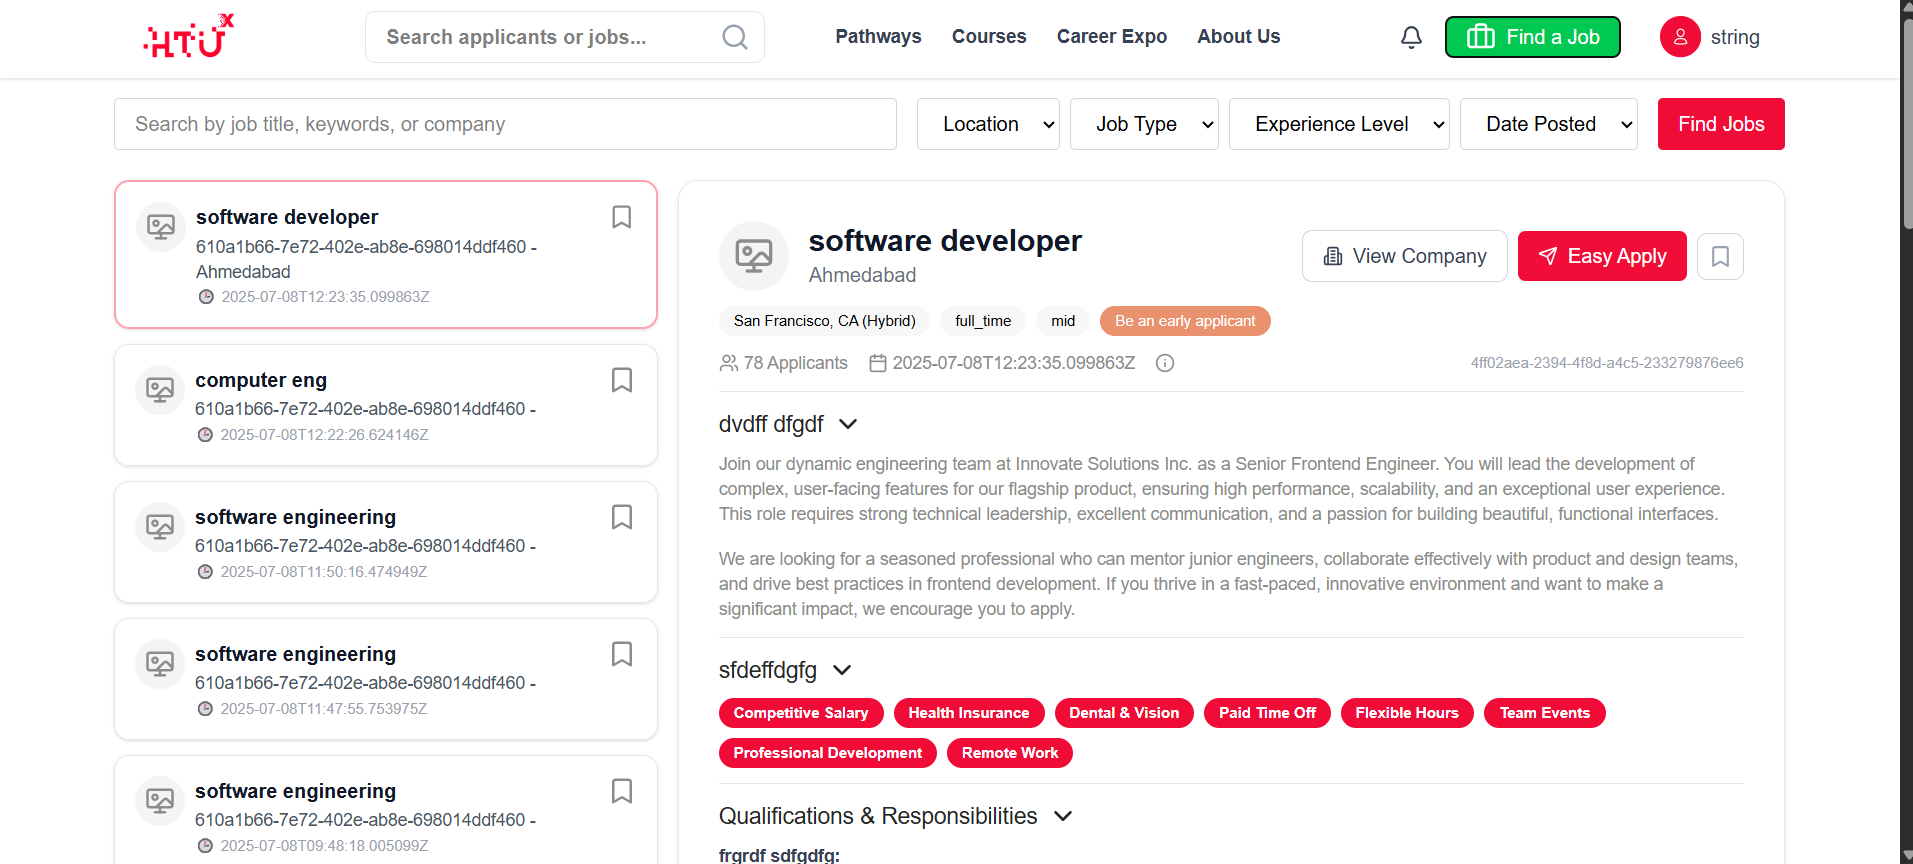 HTU X
Search applicants or jobs...
Pathways
Courses
Career Expo
About Us
Find a Job
string
Search by job title, keywords, or company
Location
Job Type
Experience Level
Date Posted
Find Jobs
software developer
610a1b66-7e72-402e-ab8e-698014ddf460 -
Ahmedabad
2025-07-08T12:23:35.099863Z
computer eng
610a1b66-7e72-402e-ab8e-698014ddf460 -
2025-07-08T12:22:26.624146Z
software engineering
610a1b66-7e72-402e-ab8e-698014ddf460 -
2025-07-08T11:50:16.474949Z
software engineering
610a1b66-7e72-402e-ab8e-698014ddf460 -
2025-07-08T11:47:55.753975Z
software engineering
610a1b66-7e72-402e-ab8e-698014ddf460 -
2025-07-08T09:48:18.005099Z
software developer
Ahmedabad
View Company
Easy Apply
San Francisco, CA (Hybrid)
full_time
mid
Be an early applicant
78 Applicants
2025-07-08T12:23:35.099863Z
4ff02aea-2394-4f8d-a4c5-233279876ee6
dvdff dfgdf
Join our dynamic engineering team at Innovate Solutions Inc. as a Senior Frontend Engineer. You will lead the development of
complex, user-facing features for our flagship product, ensuring high performance, scalability, and an exceptional user experience.
This role requires strong technical leadership, excellent communication, and a passion for building beautiful, functional interfaces.
We are looking for a seasoned professional who can mentor junior engineers, collaborate effectively with product and design teams,
and drive best practices in frontend development. If you thrive in a fast-paced, innovative environment and want to make a
significant impact, we encourage you to apply.
sfdeffdgfg
Competitive Salary
Health Insurance
Dental & Vision
Paid Time Off
Flexible Hours
Team Events
Professional Development
Remote Work
Qualifications & Responsibilities
frgrdf sdfgdfg: